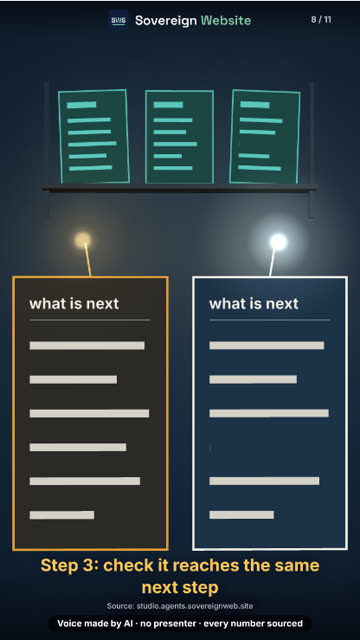 SWS Sovereign Website
8 / 11
what is next
what is next
Step 3: check it reaches the same
next step
Source: studio.agents.sovereignweb.site
Voice made by AI · no presenter · every number sourced